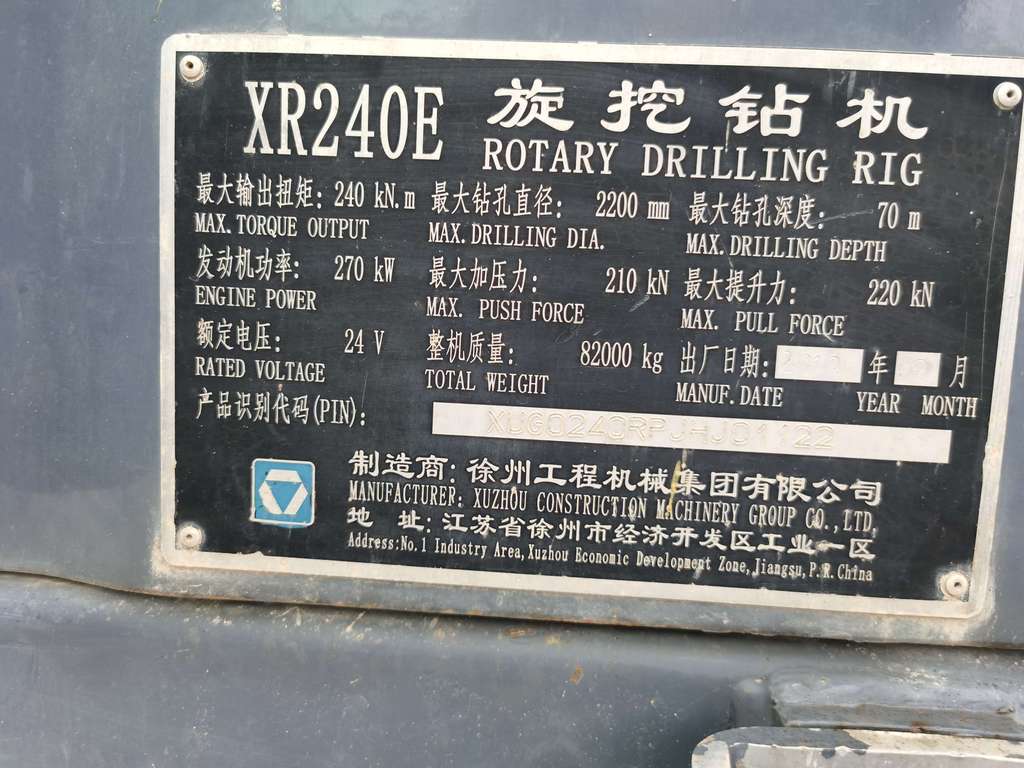 XR240E 旋挖钻机
ROTARY DRILLING RIG
最大输出扭矩: 240 kN.m 最大钻孔直径: 2200 mm 最大钻孔深度: 70 m
MAX. TORQUE OUTPUT MAX. DRILLING DIA. MAX. DRILLING DEPTH
发动机功率: 270 kW 最大加压力: 210 kN 最大提升力: 220 kN
ENGINE POWER MAX. PUSH FORCE MAX. PULL FORCE
额定电压: 24 V 整机质量: 82000 kg 出厂日期: 年 月
RATED VOLTAGE TOTAL WEIGHT MANUF. DATE YEAR MONTH
产品识别代码(PIN): XUG0240RPJHJ01122
制造商: 徐州工程机械集团有限公司
MANUFACTURER: XUZHOU CONSTRUCTION MACHINERY GROUP CO., LTD.
地 址: 江苏省徐州市经济开发区工业一区
Address: No.1 Industry Area, Xuzhou Economic Development Zone, Jiangsu, P.R.China